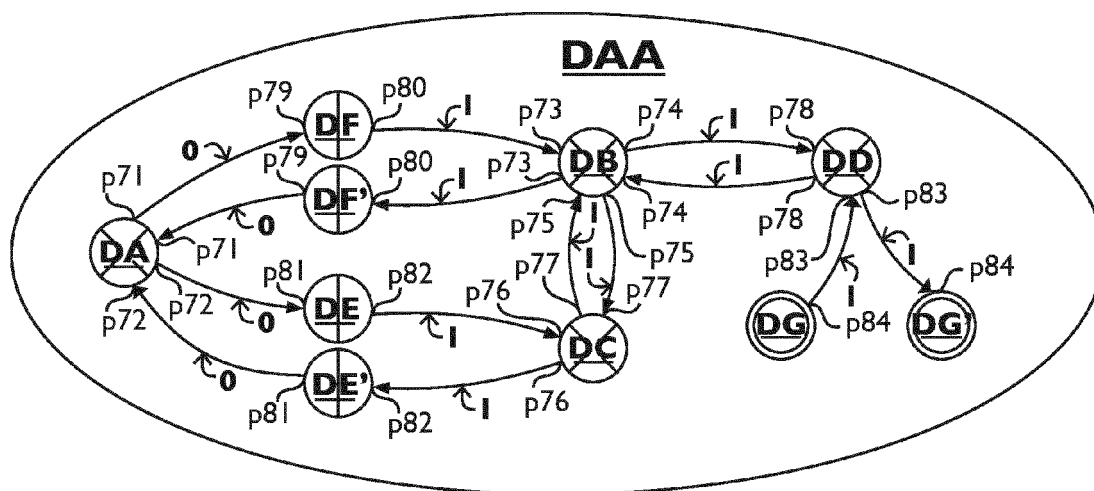 DAA
p79 DF p80 I
p73 DB p74 I p78 DD
0 p79 DF' p80 I p73 I p78 p83
p71 DA p71 0
p75 I p75 p74
p72 p72 0 p81 DE p82 I
p76 DC p77 I p77
p83 I p84 DG
I p84 DG'
0 p81 DE' p82 I p76